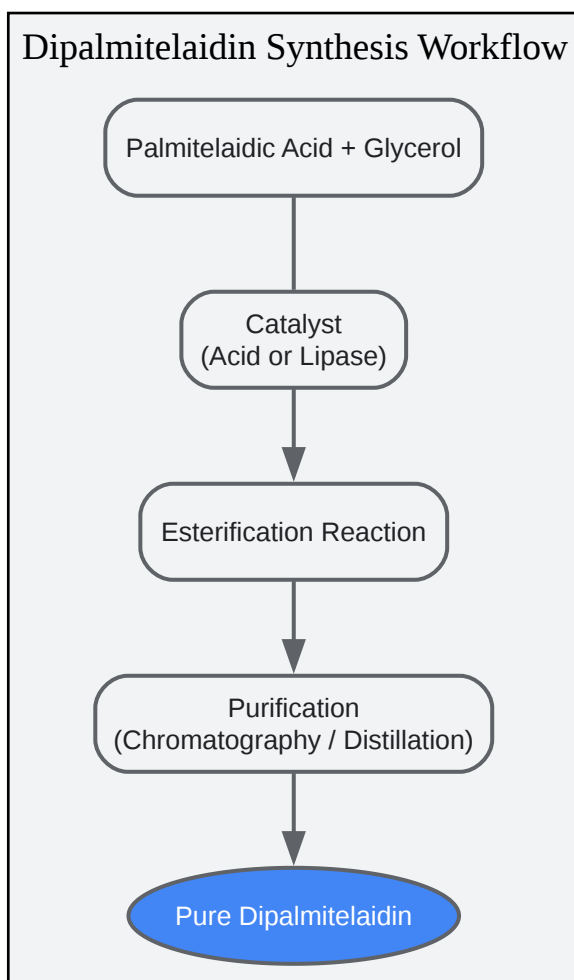 Dipalmitelaidin Synthesis Workflow
Palmitelaidic Acid + Glycerol
Catalyst
(Acid or Lipase)
Esterification Reaction
Purification
(Chromatography / Distillation)
Pure Dipalmitelaidin